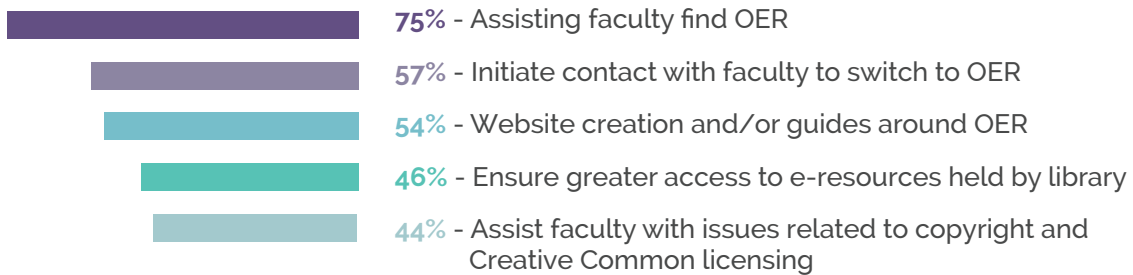 75% - Assisting faculty find OER
57% - Initiate contact with faculty to switch to OER
54% - Website creation and/or guides around OER
46% - Ensure greater access to e-resources held by library
44% - Assist faculty with issues related to copyright and
Creative Common licensing